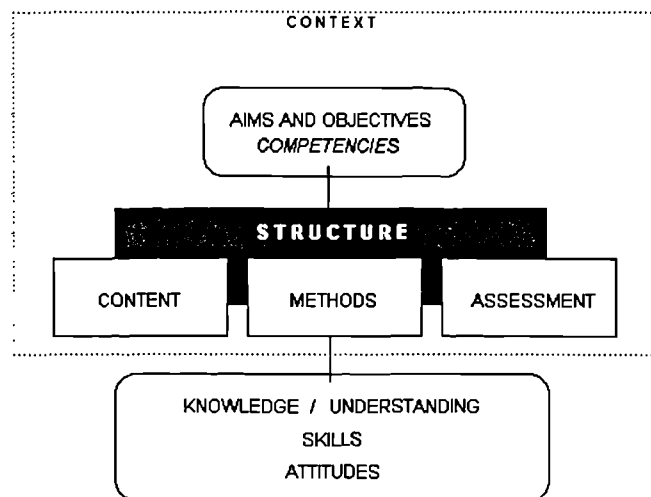 CONTEXT
AIMS AND OBJECTIVES
COMPETENCIES
STRUCTURE
CONTENT
METHODS
ASSESSMENT
KNOWLEDGE / UNDERSTANDING
SKILLS
ATTITUDES